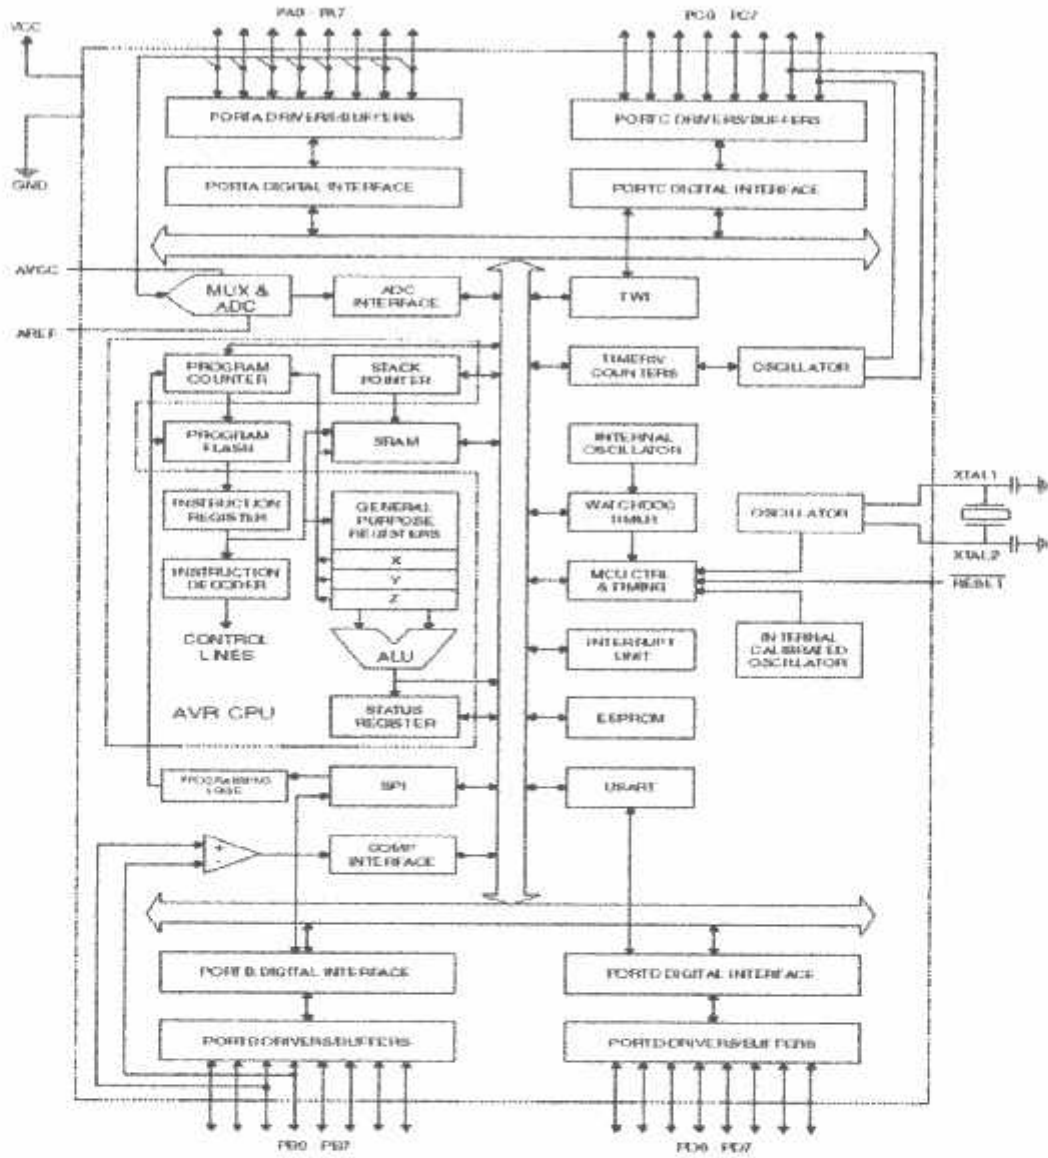 PA0 - PA7
PC0 - PC7
VCC
PORTA DRIVERS/BUFFERS
PORTC DRIVERS/BUFFERS
GND
PORTA DIGITAL INTERFACE
PORTC DIGITAL INTERFACE
AVCC
MUX &
ADC
ADC
INTERFACE
TWI
AREF
PROGRAM
COUNTER
STACK
POINTER
TIMERS/
COUNTERS
OSCILLATOR
PROGRAM
FLASH
SRAM
INTERNAL
OSCILLATOR
INSTRUCTION
REGISTER
GENERAL
PURPOSE
REGISTERS
WATCHDOG
TIMER
OSCILLATOR
XTAL1
X
Y
Z
INSTRUCTION
DECODER
MCU CTRL
& TIMING
XTAL2
RESET
CONTROL
LINES
ALU
INTERRUPT
UNIT
INTERNAL
CALIBRATED
OSCILLATOR
AVR CPU
STATUS
REGISTER
EEPROM
PROGRAMMING
LOGIC
SPI
USART
+
-
COMP
INTERFACE
PORT B. DIGITAL INTERFACE
PORTD DIGITAL INTERFACE
PORTB DRIVERS/BUFFERS
PORTD DRIVERS/BUFFERS
PB0 - PB7
PD0 - PD7